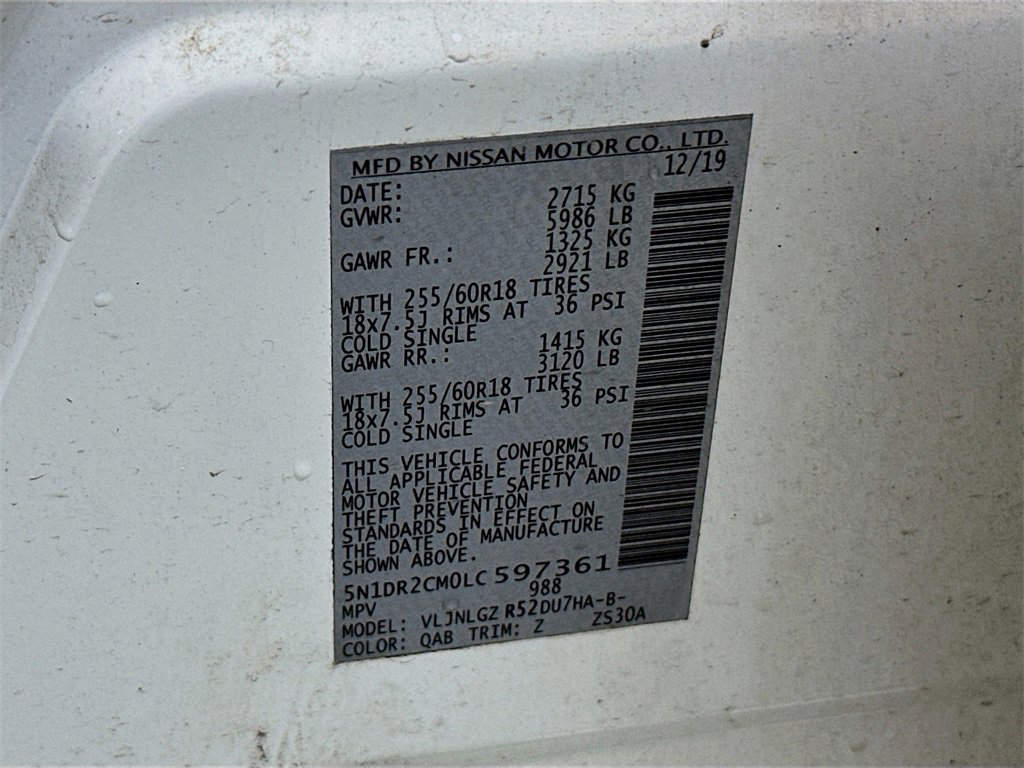 MFD BY NISSAN MOTOR CO., LTD.
DATE: 12/19
GVWR: 2715 KG
5986 LB
GAWR FR.: 1325 KG
2921 LB
WITH 255/60R18 TIRES
18x7.5J RIMS AT 36 PSI
COLD SINGLE
GAWR RR.: 1415 KG
3120 LB
WITH 255/60R18 TIRES
18x7.5J RIMS AT 36 PSI
COLD SINGLE
THIS VEHICLE CONFORMS TO
ALL APPLICABLE FEDERAL
MOTOR VEHICLE SAFETY AND
THEFT PREVENTION
STANDARDS IN EFFECT ON
THE DATE OF MANUFACTURE
SHOWN ABOVE.
5N1DR2CM0LC597361
MPV 988
MODEL: VLJNLGZ R52DU7HA-B-
COLOR: QAB TRIM: Z ZS30A